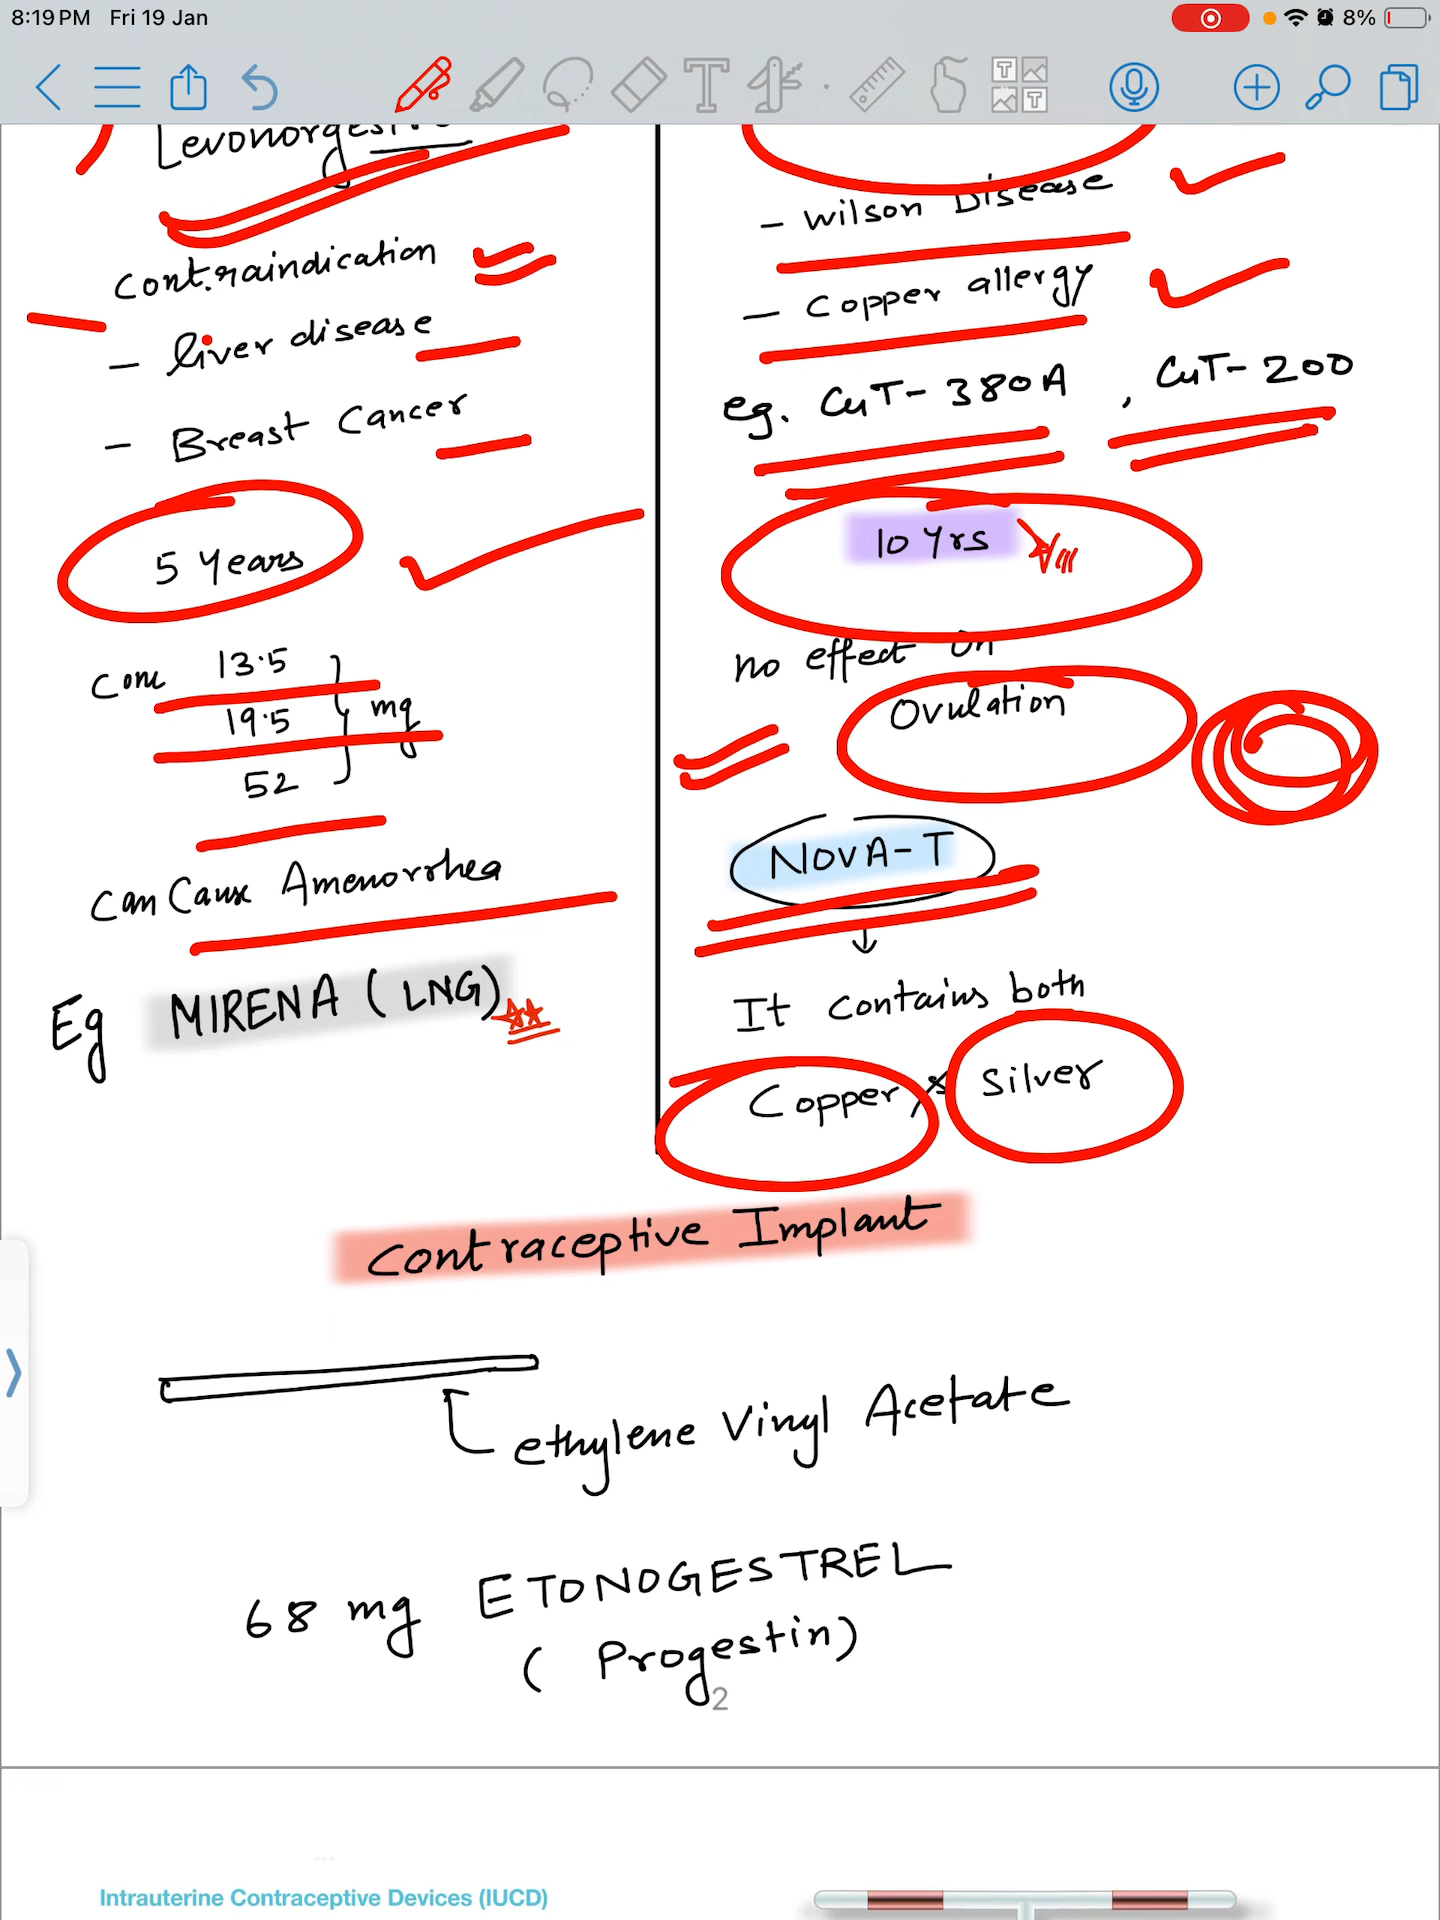 8:19 PM Fri 19 Jan
8%
Contraindication
- liver disease
- Breast Cancer
5 Years
Conc 13.5
19.5
52
mg
Can Cause Amenorrhea
Eg MIRENA (LNG)
- Wilson Disease
- Copper allergy
eg. CuT-380A, CuT-200
10 Yrs
no effect on
Ovulation
NOVA-T
↓
It contains both
Copper & Silver
Contraceptive Implant
ethylene Vinyl Acetate
68 mg ETONOGESTREL
(Progestin)
2
Intrauterine Contraceptive Devices (IUCD)